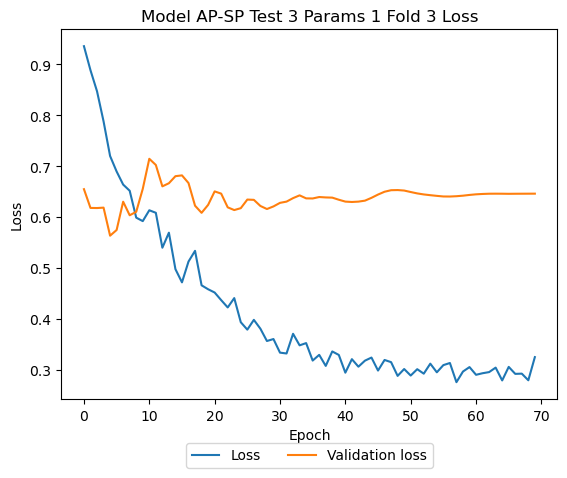 Model AP-SP Test 3 Params 1 Fold 3 Loss
0.9
0.8
0.7
0.6
0.5
0.4
0.3
Loss
0 10 20 30 40 50 60 70
Epoch
Loss Validation loss